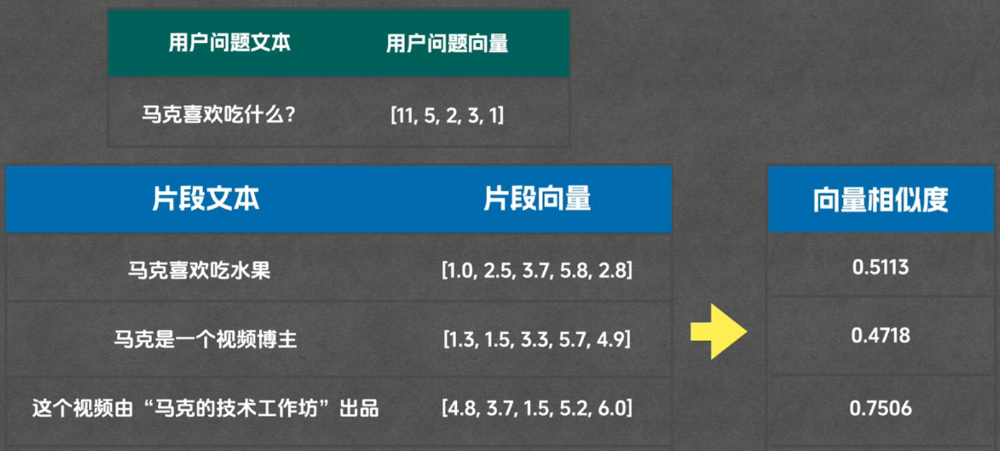 用户问题文本 用户问题向量
马克喜欢吃什么? [11, 5, 2, 3, 1]
片段文本 片段向量 向量相似度
马克喜欢吃水果 [1.0, 2.5, 3.7, 5.8, 2.8] 0.5113
马克是一个视频博主 [1.3, 1.5, 3.3, 5.7, 4.9] 0.4718
这个视频由“马克的技术工作坊”出品 [4.8, 3.7, 1.5, 5.2, 6.0] 0.7506